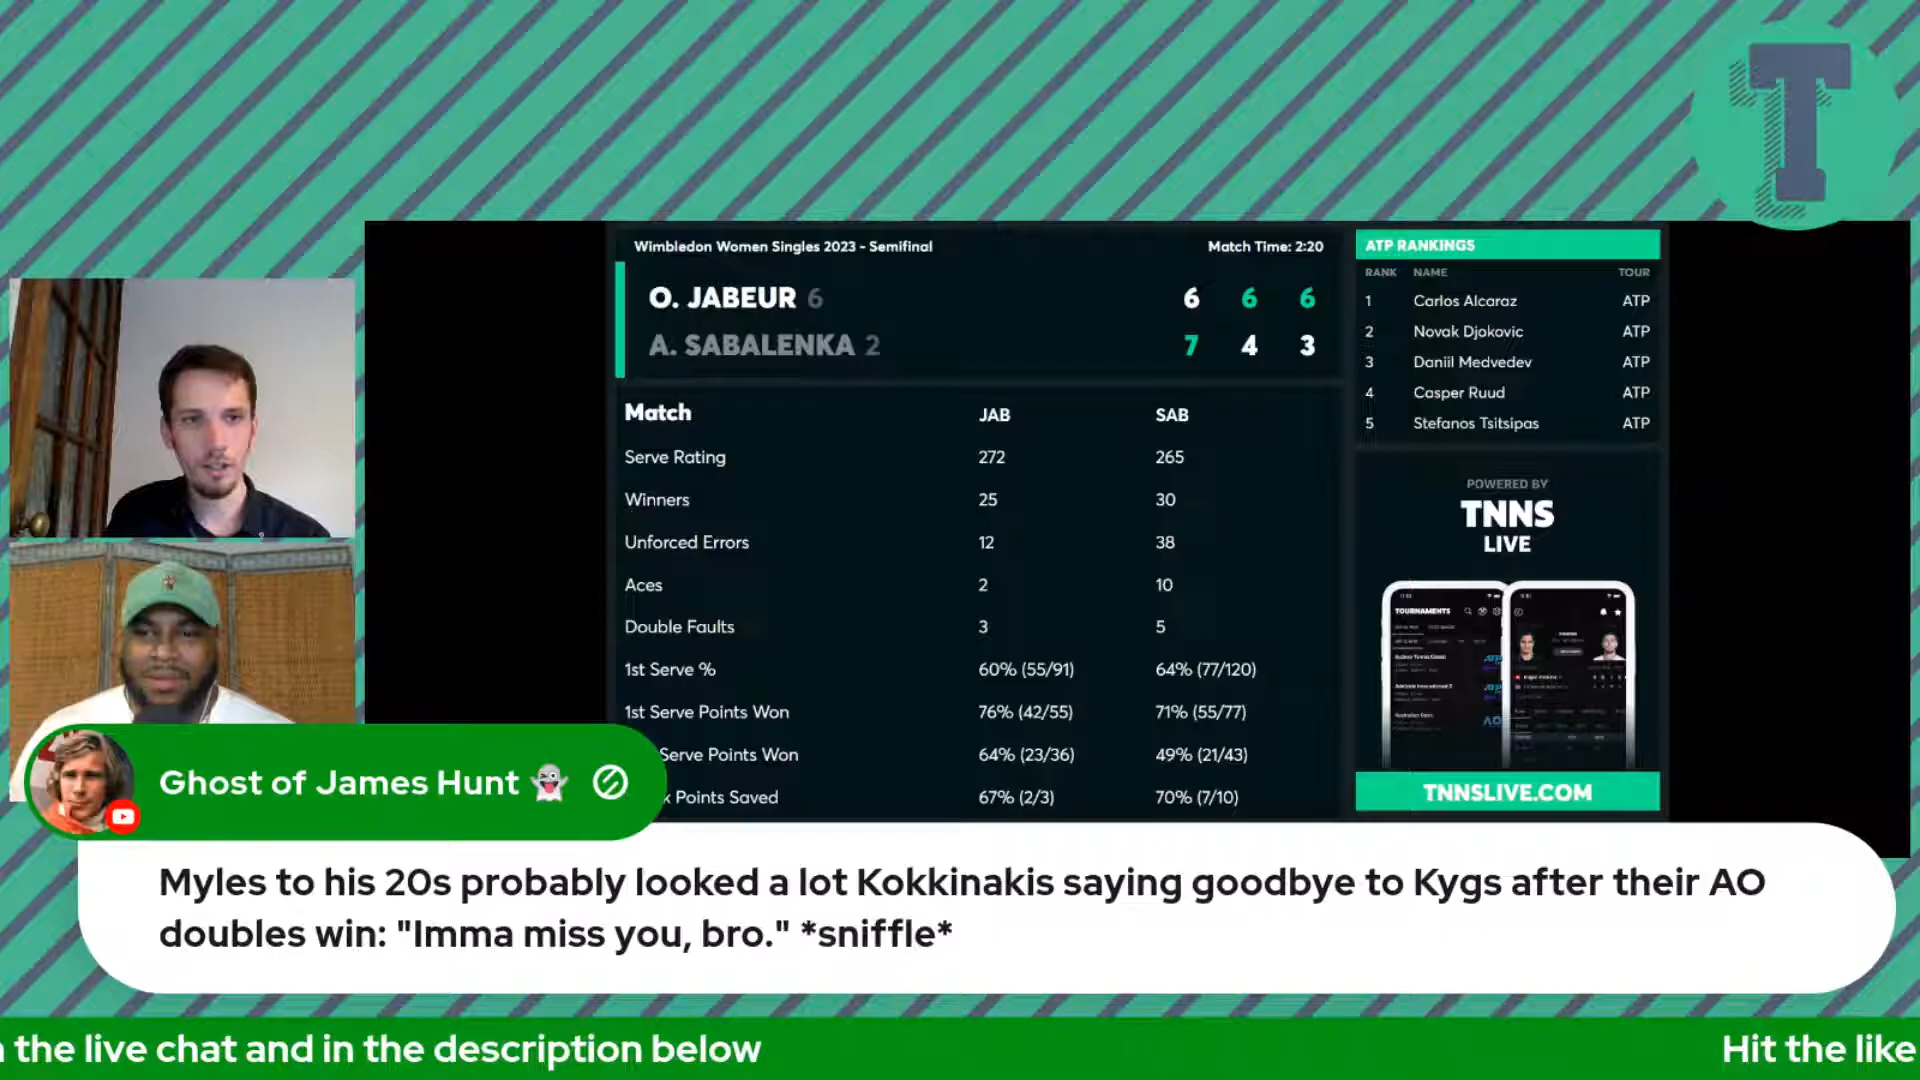 T
Wimbledon Women Singles 2023 - Semifinal
Match Time: 2:20
O. JABEUR 6 6 6 6
A. SABALENKA 2 7 4 3
Match JAB SAB
Serve Rating 272 265
Winners 25 30
Unforced Errors 12 38
Aces 2 10
Double Faults 3 5
1st Serve % 60% (55/91) 64% (77/120)
1st Serve Points Won 76% (42/55) 71% (55/77)
Serve Points Won 64% (23/36) 49% (21/43)
Points Saved 67% (2/3) 70% (7/10)
ATP RANKINGS
RANK NAME TOUR
1 Carlos Alcaraz ATP
2 Novak Djokovic ATP
3 Daniil Medvedev ATP
4 Casper Ruud ATP
5 Stefanos Tsitsipas ATP
POWERED BY
TNNS
LIVE
TOURNAMENTS
TNNSLIVE.COM
Ghost of James Hunt 👻
Myles to his 20s probably looked a lot Kokkinakis saying goodbye to Kygs after their AO
doubles win: "Imma miss you, bro." *sniffle*
the live chat and in the description below
Hit the like